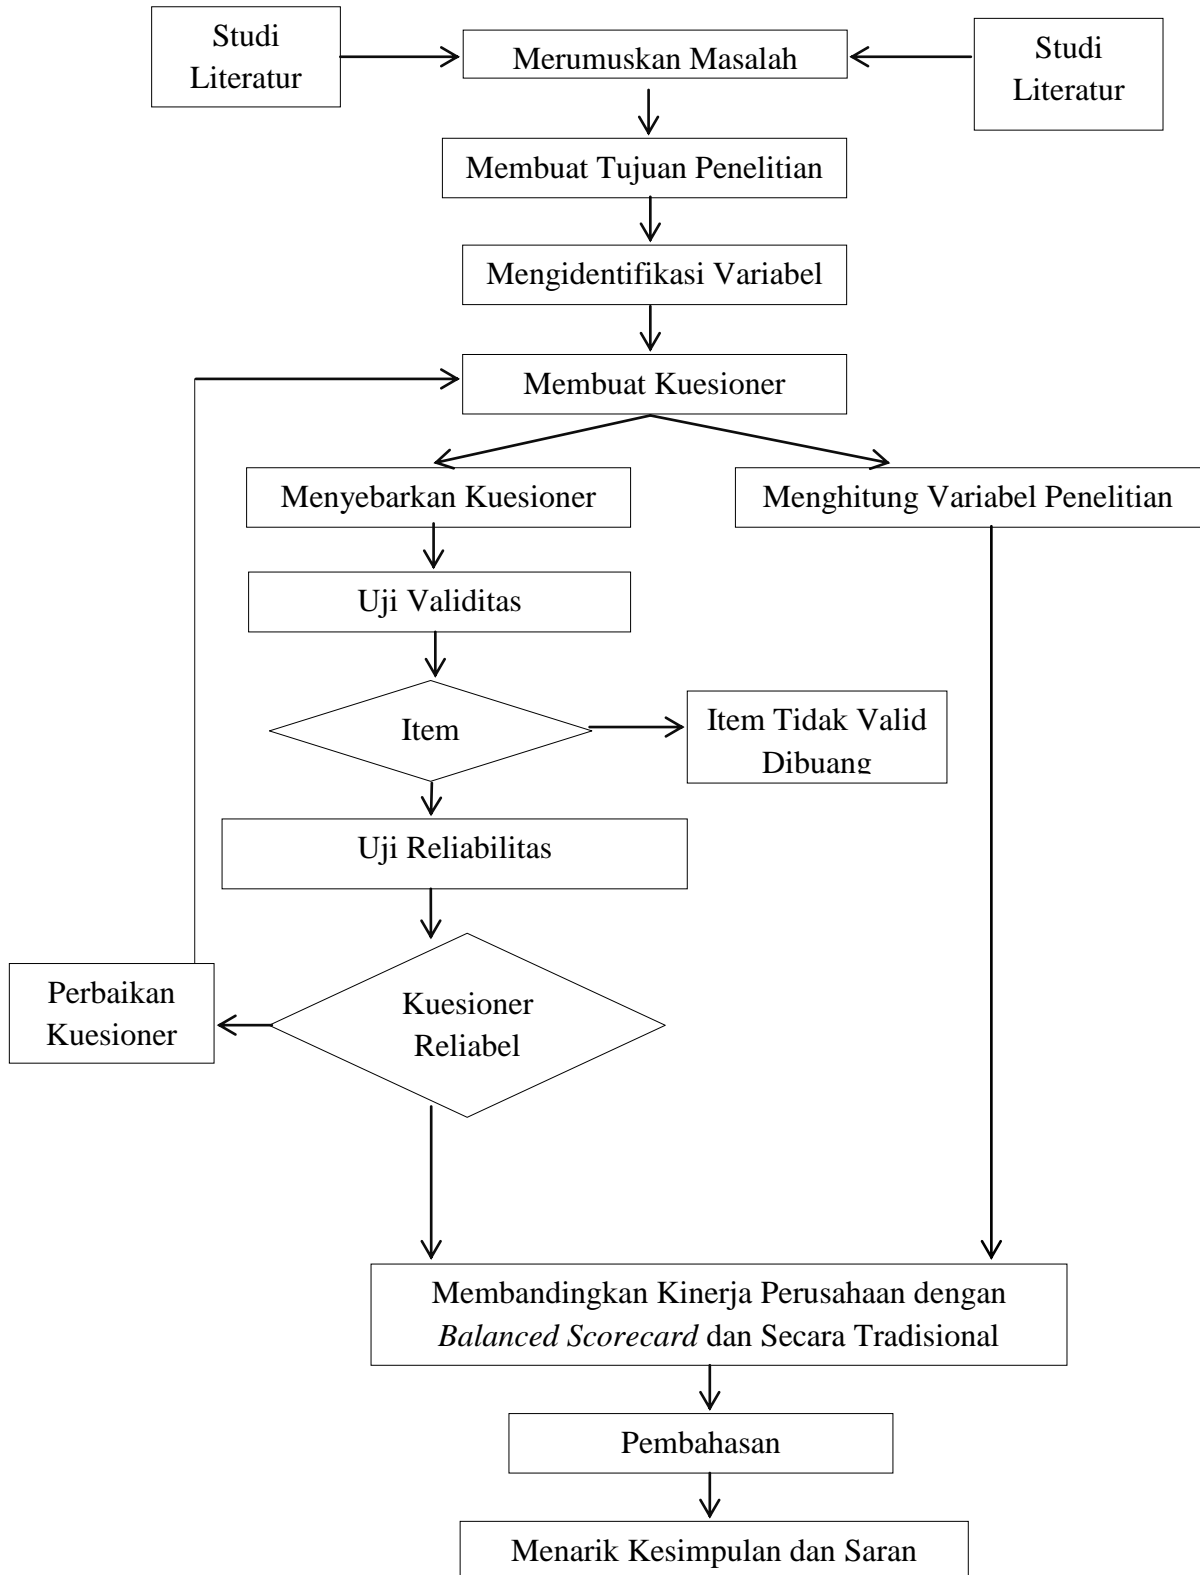 Studi
Literatur
Merumuskan Masalah
Studi
Literatur
Membuat Tujuan Penelitian
Mengidentifikasi Variabel
Membuat Kuesioner
Menyebarkan Kuesioner
Menghitung Variabel Penelitian
Uji Validitas
Item
Item Tidak Valid
Dibuang
Uji Reliabilitas
Perbaikan
Kuesioner
Kuesioner
Reliabel
Membandingkan Kinerja Perusahaan dengan
Balanced Scorecard dan Secara Tradisional
Pembahasan
Menarik Kesimpulan dan Saran